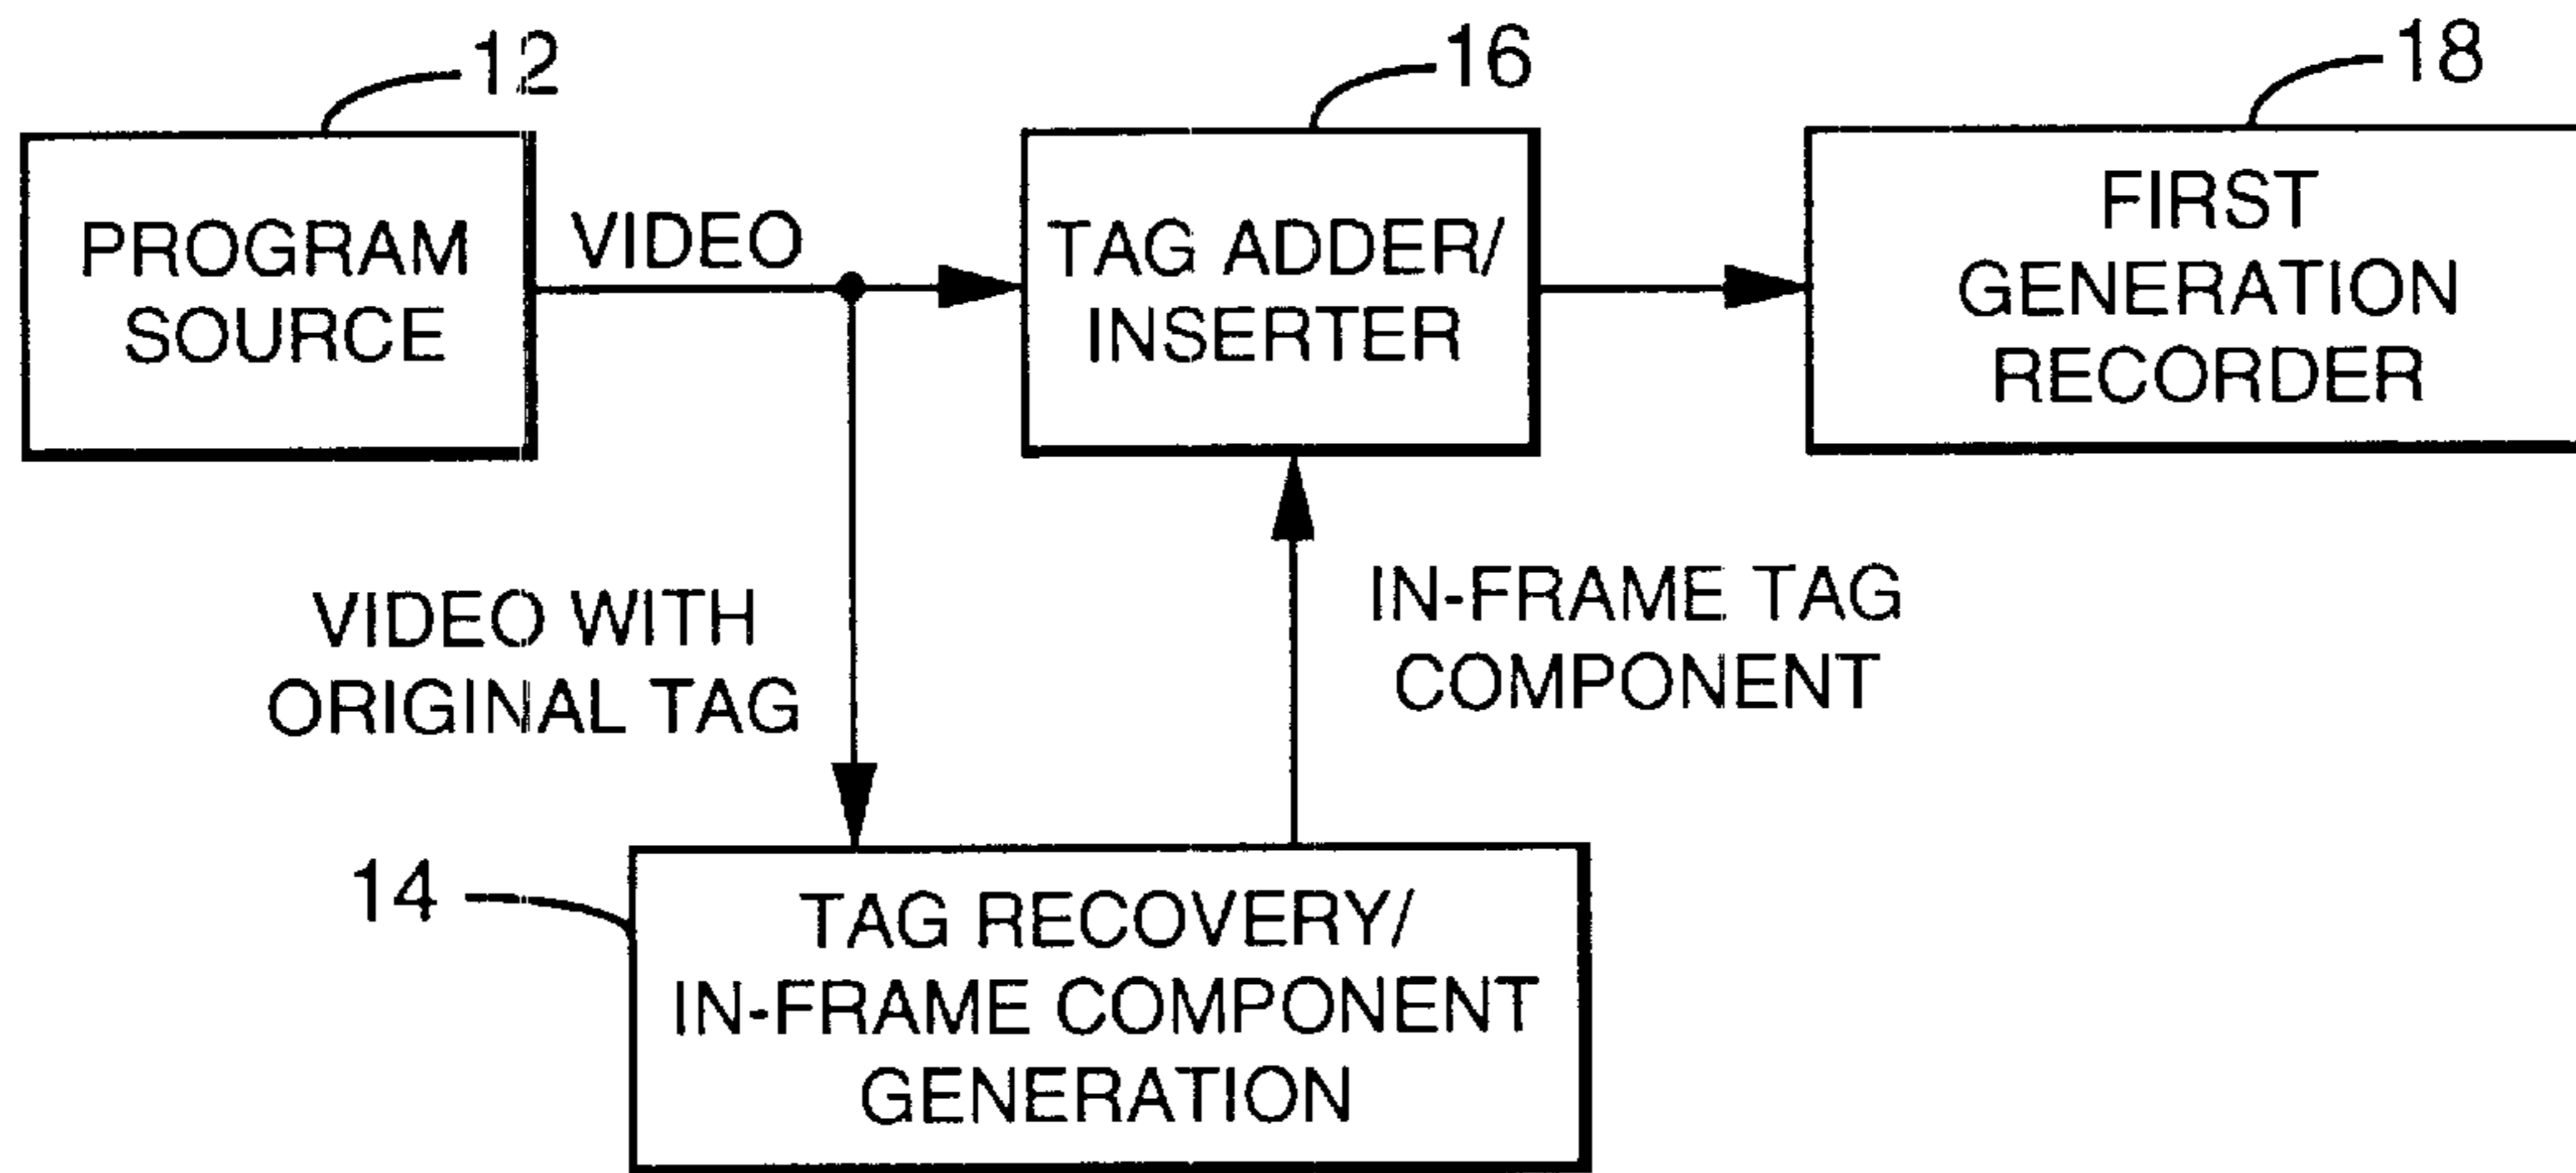 12
16
18
PROGRAM
SOURCE
VIDEO
TAG ADDER/
INSERTER
FIRST
GENERATION
RECORDER
VIDEO WITH
ORIGINAL TAG
IN-FRAME TAG
COMPONENT
14
TAG RECOVERY/
IN-FRAME COMPONENT
GENERATION